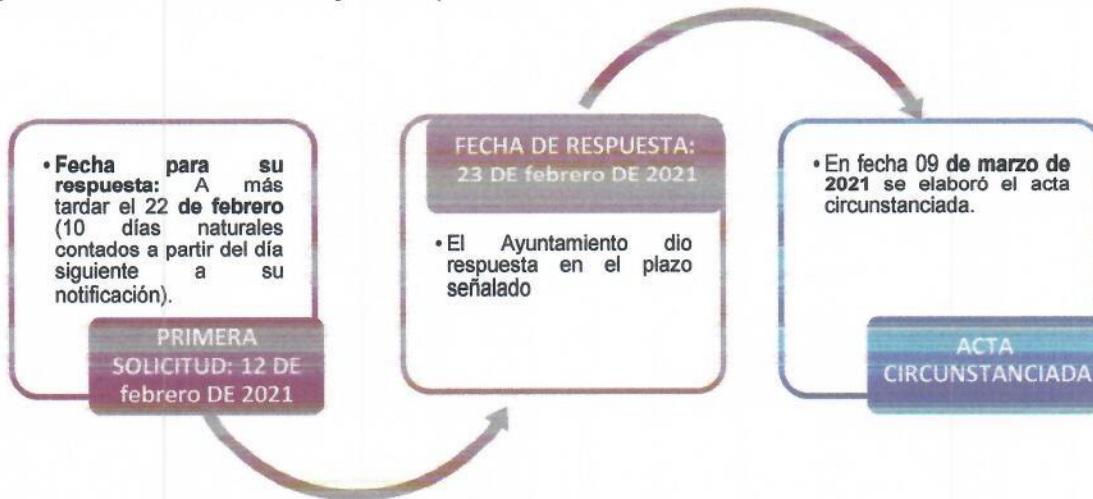 • Fecha para su
respuesta: A más
tardar el 22 de febrero
(10 días naturales
contados a partir del día
siguiente a su
notificación).
PRIMERA
SOLICITUD: 12 DE
febrero DE 2021
FECHA DE RESPUESTA:
23 DE febrero DE 2021
• El Ayuntamiento dio
respuesta en el plazo
señalado
• En fecha 09 de marzo de
2021 se elaboró el acta
circunstanciada.
ACTA
CIRCUNSTANCIADA